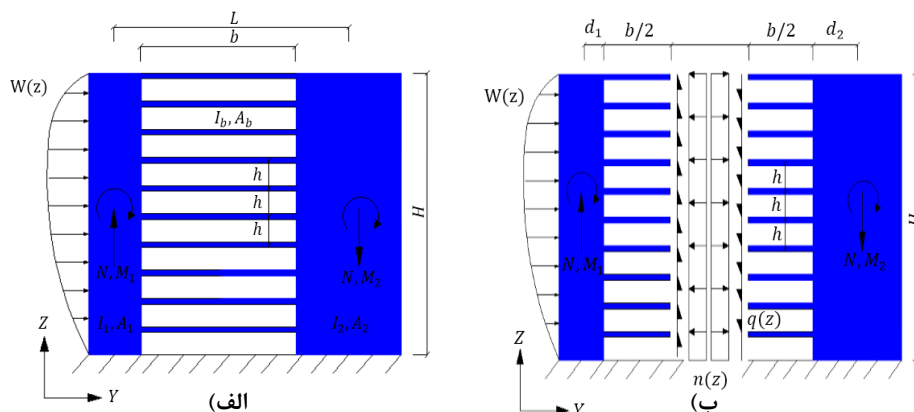 L
b
W(z)
I_b, A_b
h
h
h
H
N, M_1
N, M_2
I_1, A_1
I_2, A_2
Z
Y
الف)
d_1
b/2
b/2
d_2
W(z)
h
h
h
N, M_1
N, M_2
q(z)
Z
n(z)
Y
ب)